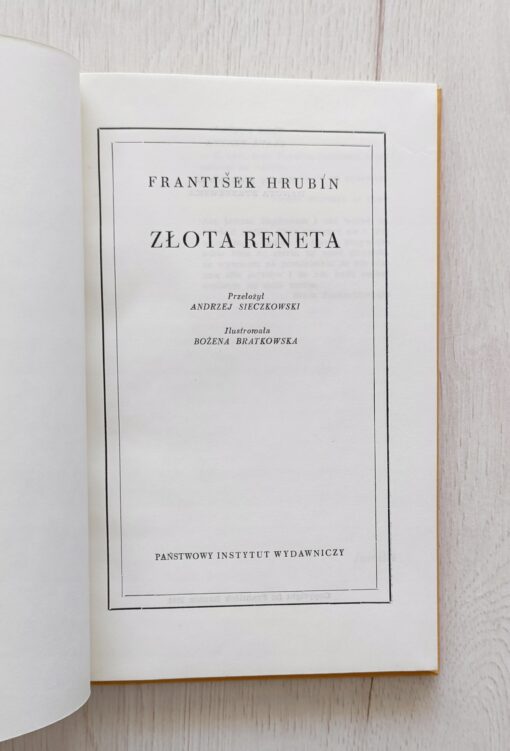 FRANTIŠEK HRUBÍN
ZŁOTA RENETA
Przełożył
ANDRZEJ SIECZKOWSKI
Ilustrowała
BOŻENA BRATKOWSKA
PAŃSTWOWY INSTYTUT WYDAWNICZY